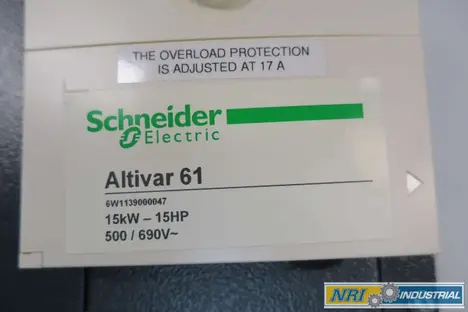 THE OVERLOAD PROTECTION
IS ADJUSTED AT 17 A
Schneider
Electric
Altivar 61
6W1139000047
15kW – 15HP
500 / 690V~
NRI INDUSTRIAL